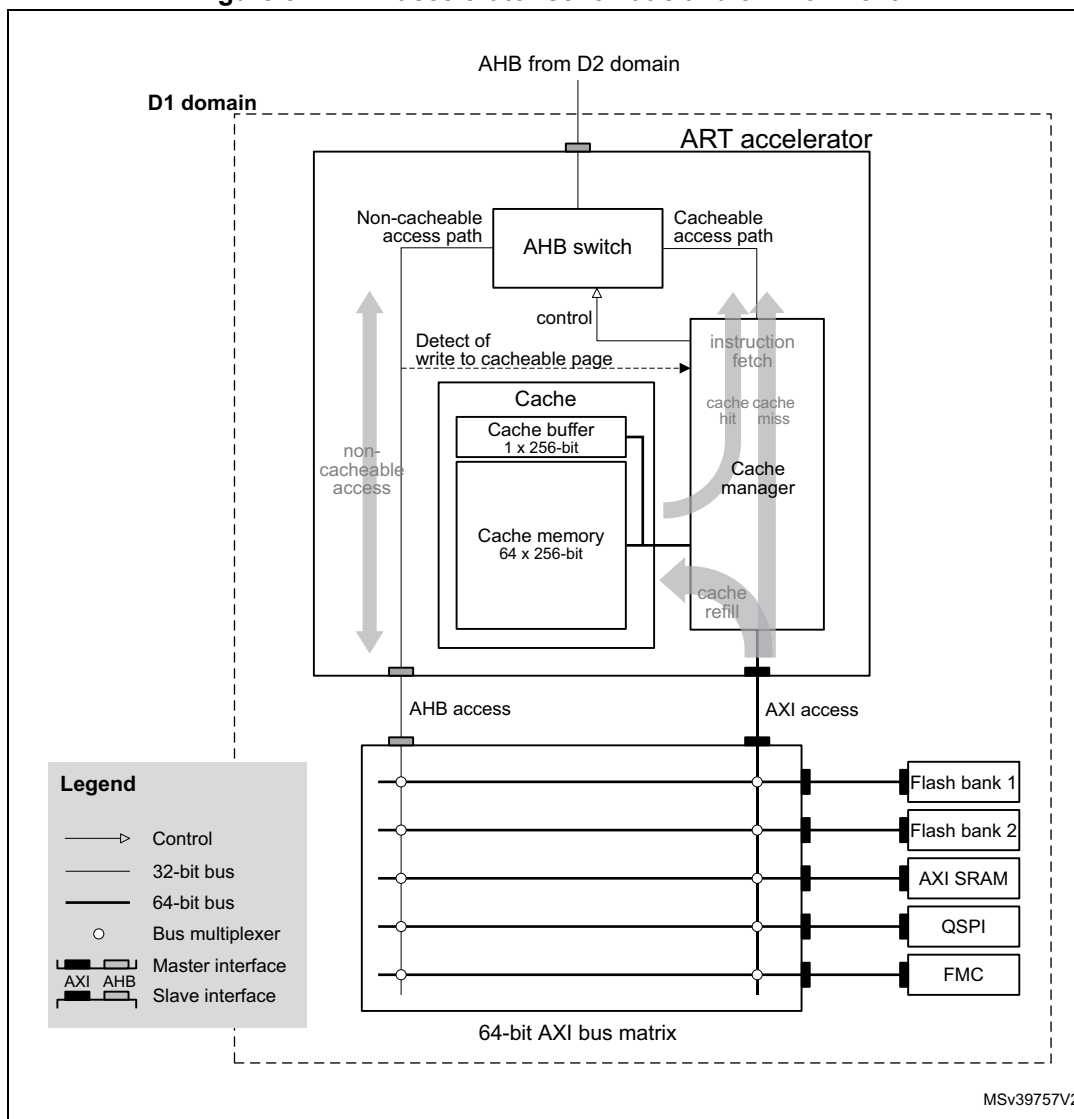 AHB from D2 domain
D1 domain
ART accelerator
Non-cacheable
access path
Cacheable
access path
AHB switch
control
Detect of
write to cacheable page
instruction
fetch
Cache
cache
hit
cache
miss
Cache buffer
1 x 256-bit
non-
cacheable
access
Cache
manager
Cache memory
64 x 256-bit
cache
refill
AHB access
AXI access
Legend
Control
32-bit bus
64-bit bus
Bus multiplexer
Master interface
AXI AHB
Slave interface
Flash bank 1
Flash bank 2
AXI SRAM
QSPI
FMC
64-bit AXI bus matrix
MSv39757V2